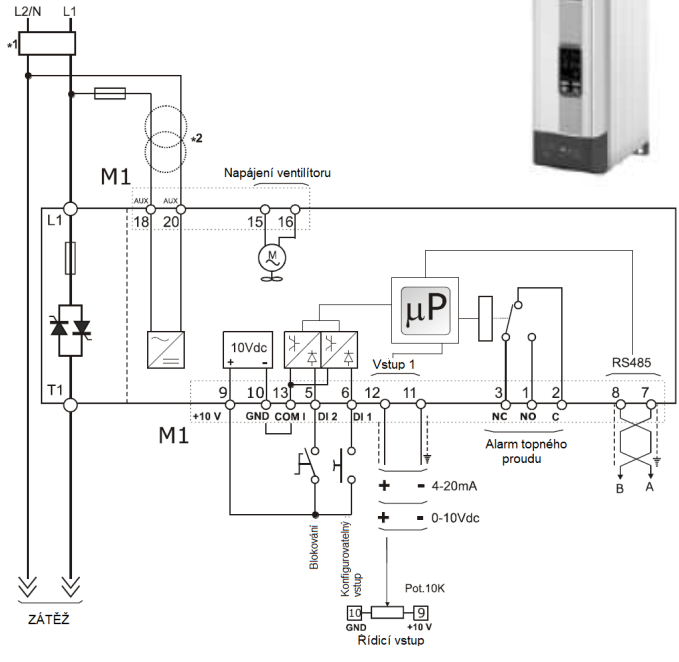 L2/N L1
*1
*2
M1
Napájení ventilítoru
AUX AUX
L1 18 20 15 16
M
µP
10Vdc
+ -
Vstup 1
RS485
T1
9 10 13 5 6 12 11 3 1 2 8 7
+10 V GND COM I DI 2 DI 1 NC NO C
M1
Alarm topného
proudu
+ - 4-20mA
B A
+ - 0-10Vdc
Blokování
Konfigurovatelný
vstup
Pot.10K
10 9
GND +10 V
Řídicí vstup
ZÁTĚŽ